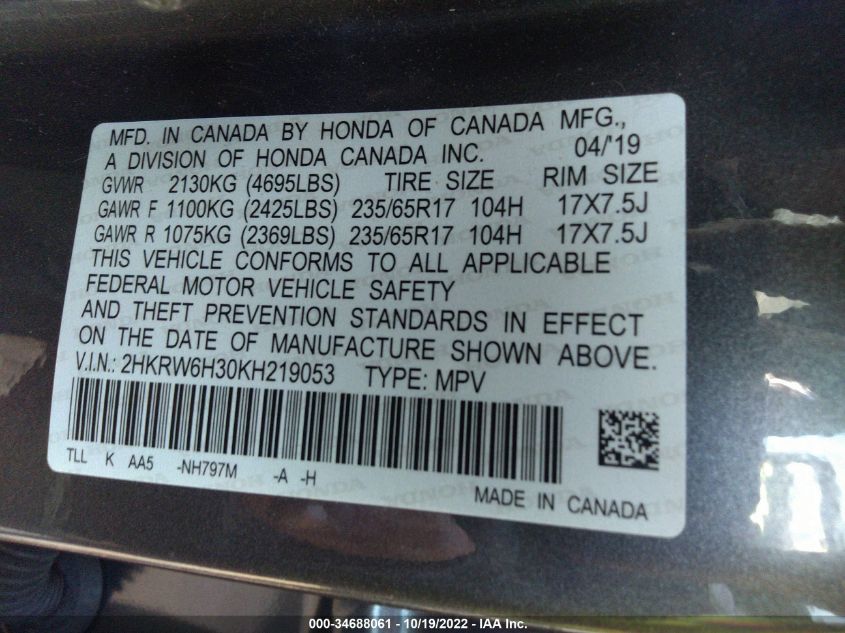 MFD. IN CANADA BY HONDA OF CANADA MFG.,
A DIVISION OF HONDA CANADA INC. 04/'19
GVWR 2130KG (4695LBS) TIRE SIZE RIM SIZE
GAWR F 1100KG (2425LBS) 235/65R17 104H 17X7.5J
GAWR R 1075KG (2369LBS) 235/65R17 104H 17X7.5J
THIS VEHICLE CONFORMS TO ALL APPLICABLE
FEDERAL MOTOR VEHICLE SAFETY
AND THEFT PREVENTION STANDARDS IN EFFECT
ON THE DATE OF MANUFACTURE SHOWN ABOVE.
V.I.N.: 2HKRW6H30KH219053 TYPE: MPV
TLL K AA5 -NH797M -A -H
MADE IN CANADA
000-34688061 - 10/19/2022 - IAA Inc.